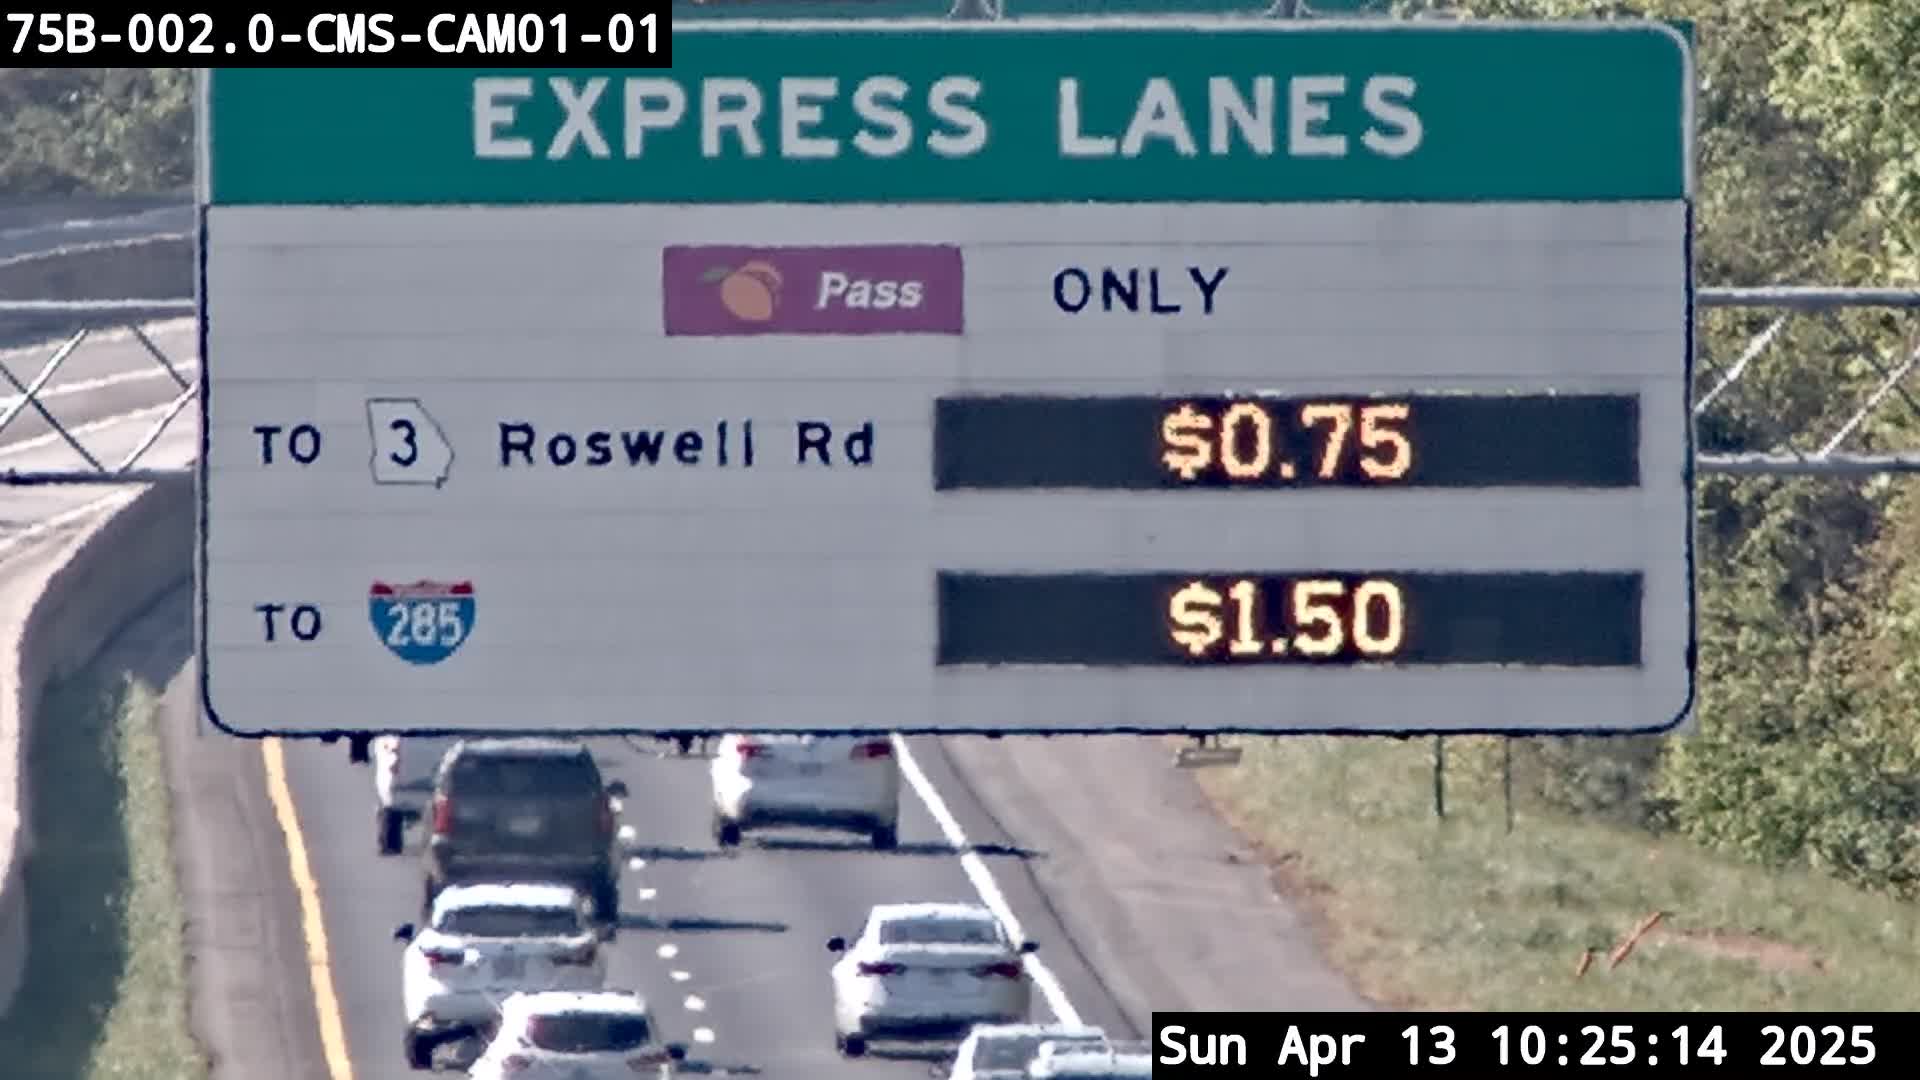 75B-002.0-CMS-CAM01-01
EXPRESS LANES
Pass ONLY
TO 3 Roswell Rd $0.75
TO 285 $1.50
Sun Apr 13 10:25:14 2025